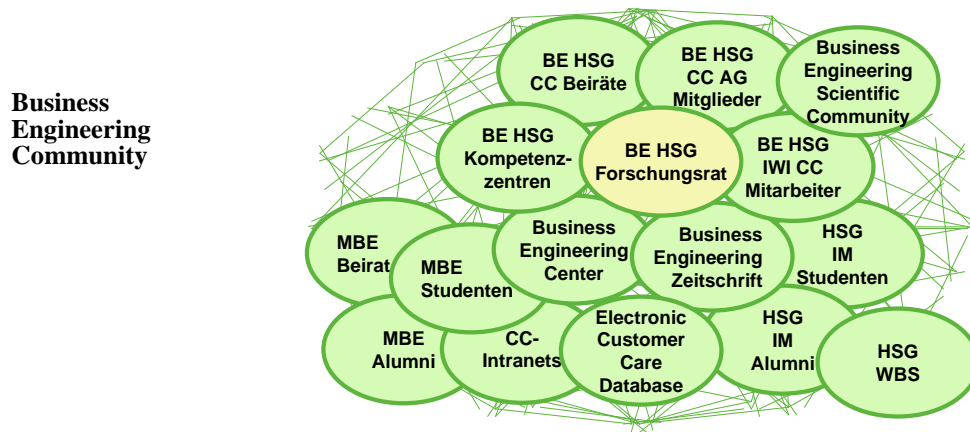 Business
Engineering
Community
BE HSG
CC Beiräte
BE HSG
CC AG
Mitglieder
Business
Engineering
Scientific
Community
BE HSG
Kompetenz-
zentren
BE HSG
Forschungsrat
BE HSG
IWI CC
Mitarbeiter
MBE
Beirat
MBE
Studenten
Business
Engineering
Center
Business
Engineering
Zeitschrift
HSG
IM
Studenten
MBE
Alumni
CC-
Intranets
Electronic
Customer
Care
Database
HSG
IM
Alumni
HSG
WBS